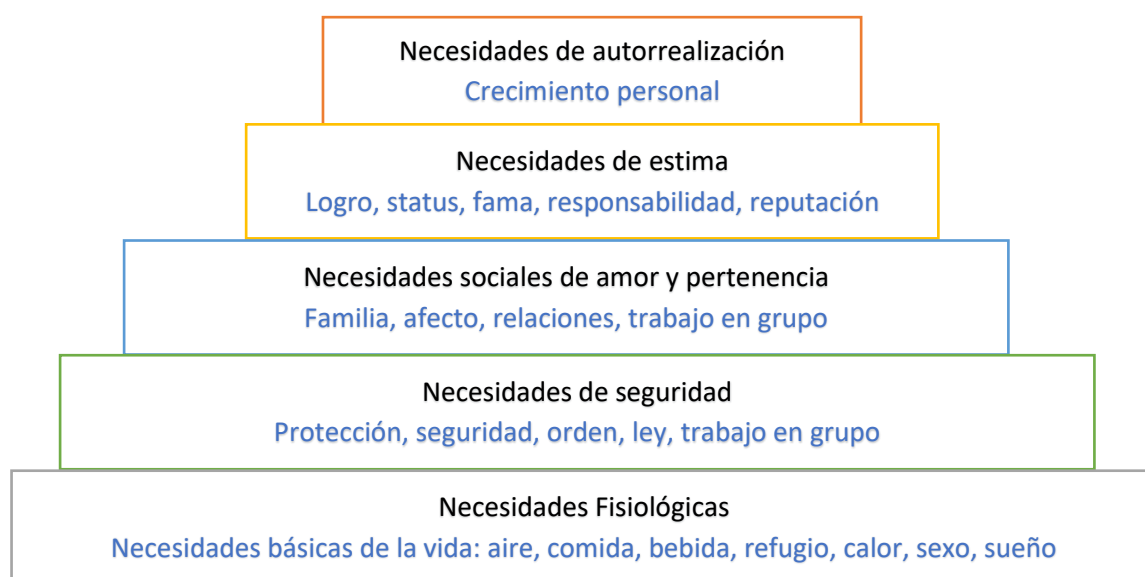 Necesidades de autorrealización
Crecimiento personal
Necesidades de estima
Logro, status, fama, responsabilidad, reputación
Necesidades sociales de amor y pertenencia
Familia, afecto, relaciones, trabajo en grupo
Necesidades de seguridad
Protección, seguridad, orden, ley, trabajo en grupo
Necesidades Fisiológicas
Necesidades básicas de la vida: aire, comida, bebida, refugio, calor, sexo, sueño